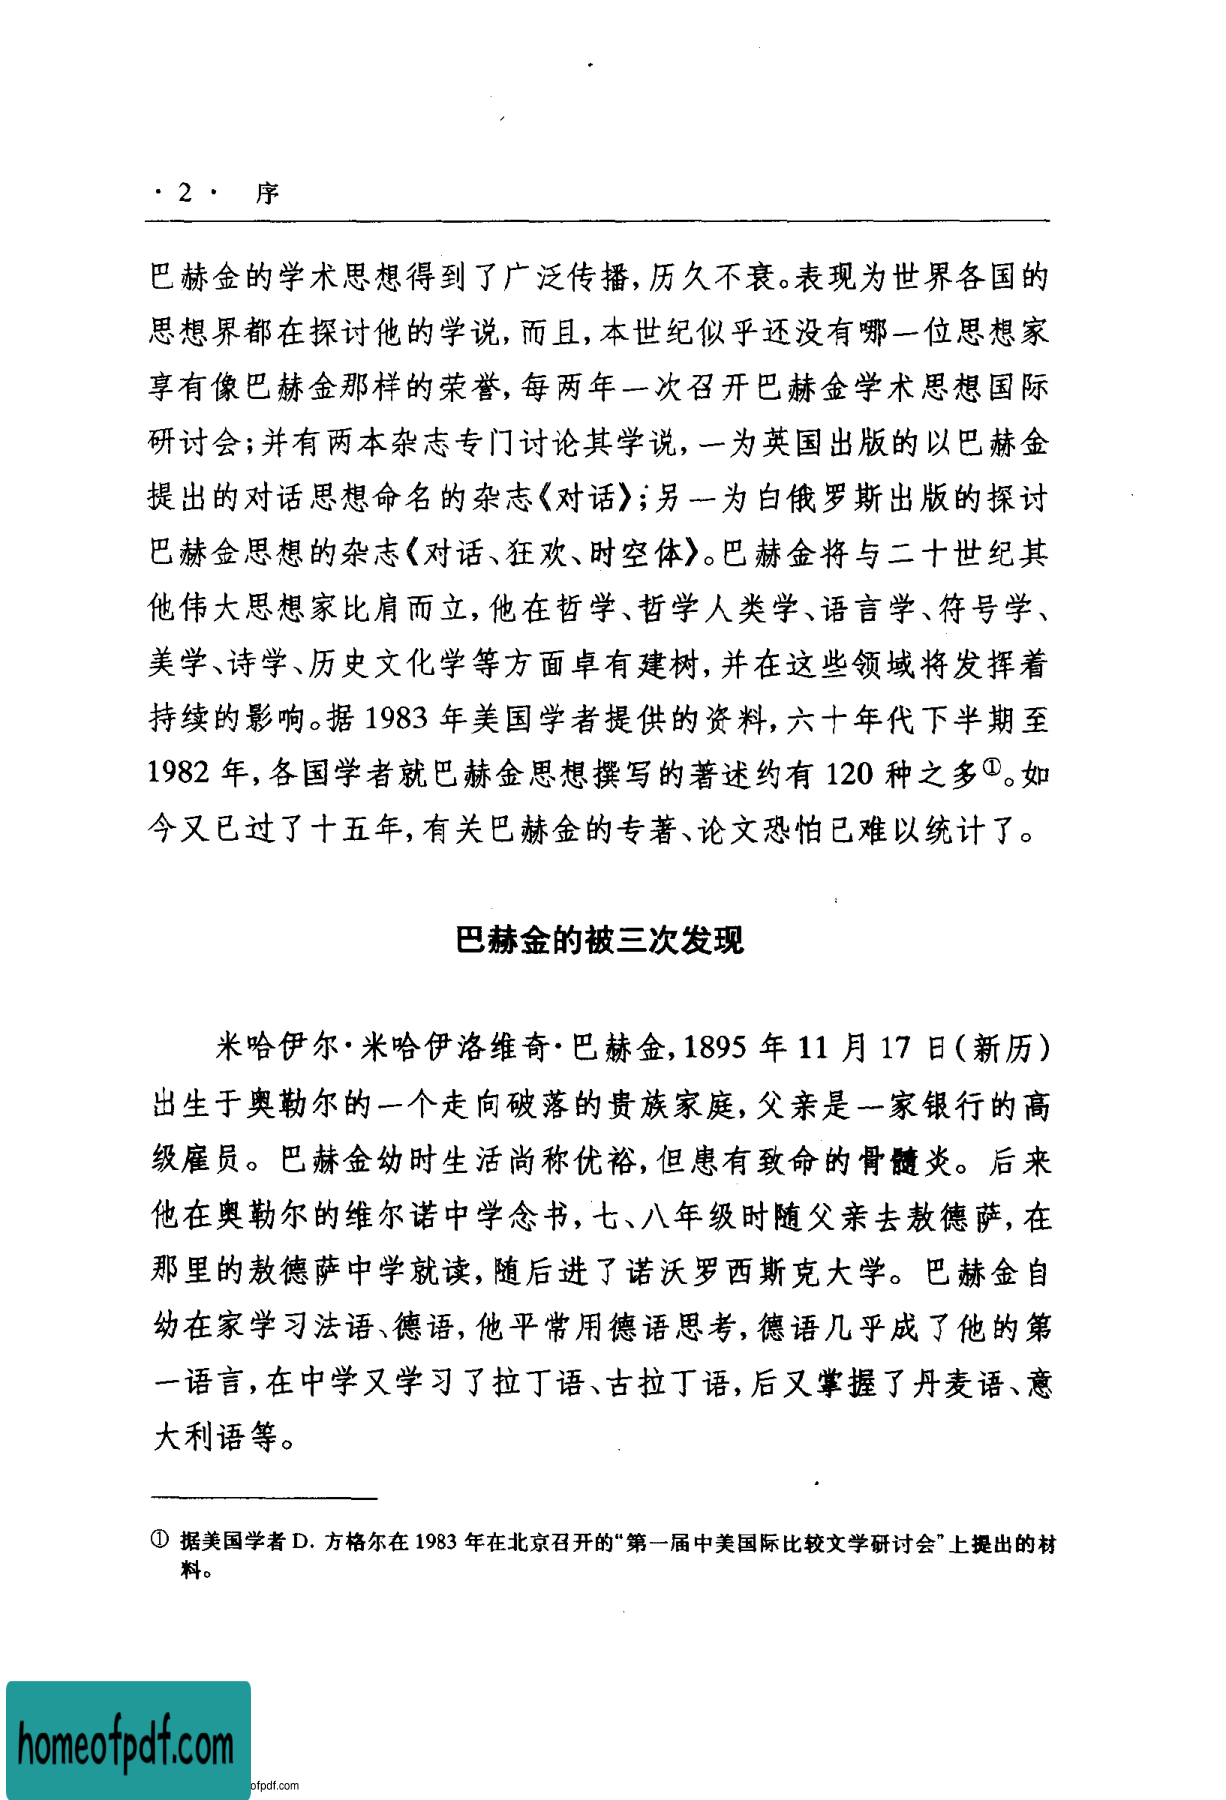 ·2· 序
巴赫金的学术思想得到了广泛传播,历久不衰。表现为世界各国的
思想界都在探讨他的学说,而且,本世纪似乎还没有哪一位思想家
享有像巴赫金那样的荣誉,每两年一次召开巴赫金学术思想国际
研讨会;并有两本杂志专门讨论其学说,一为英国出版的以巴赫金
提出的对话思想命名的杂志《对话》;另一为白俄罗斯出版的探讨
巴赫金思想的杂志《对话、狂欢、时空体》。巴赫金将与二十世纪其
他伟大思想家比肩而立,他在哲学、哲学人类学、语言学、符号学、
美学、诗学、历史文化学等方面卓有建树,并在这些领域将发挥着
持续的影响。据 1983 年美国学者提供的资料,六十年代下半期至
1982 年,各国学者就巴赫金思想撰写的著述约有 120 种之多①。如
今又已过了十五年,有关巴赫金的专著、论文恐怕已难以统计了。
巴赫金的被三次发现
米哈伊尔·米哈伊洛维奇·巴赫金,1895 年 11 月 17 日(新历)
出生于奥勒尔的一个走向破落的贵族家庭,父亲是一家银行的高
级雇员。巴赫金幼时生活尚称优裕,但患有致命的骨髓炎。后来
他在奥勒尔的维尔诺中学念书,七、八年级时随父亲去敖德萨,在
那里的敖德萨中学就读,随后进了诺沃罗西斯克大学。巴赫金自
幼在家学习法语、德语,他平常用德语思考,德语几乎成了他的第
一语言,在中学又学习了拉丁语、古拉丁语,后又掌握了丹麦语、意
大利语等。
① 据美国学者 D. 方格尔在 1983 年在北京召开的“第一届中美国际比较文学研讨会”上提出的材
料。
homeofpdf.com
ofpdf.com